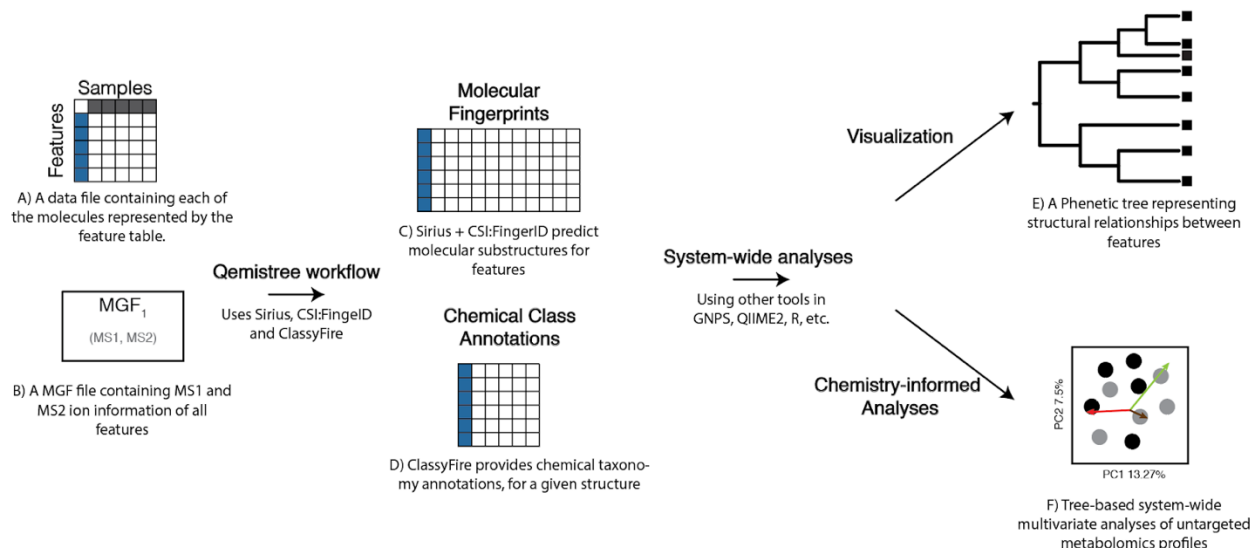 Samples
Features
A) A data file containing each of
the molecules represented by the
feature table.
MGF1
(MS1, MS2)
B) A MGF file containing MS1 and
MS2 ion information of all
features
Qemistree workflow
Uses Sirius, CSI:FingeID
and ClassyFire
Molecular
Fingerprints
C) Sirius + CSI:FingerID predict
molecular substructures for
features
Chemical Class
Annotations
D) ClassyFire provides chemical taxono-
my annotations, for a given structure
System-wide analyses
Using other tools in
GNPS, QIIME2, R, etc.
Visualization
E) A Phenetic tree representing
structural relationships between
features
Chemistry-informed
Analyses
PC2 7.5%
PC1 13.27%
F) Tree-based system-wide
multivariate analyses of untargeted
metabolomics profiles